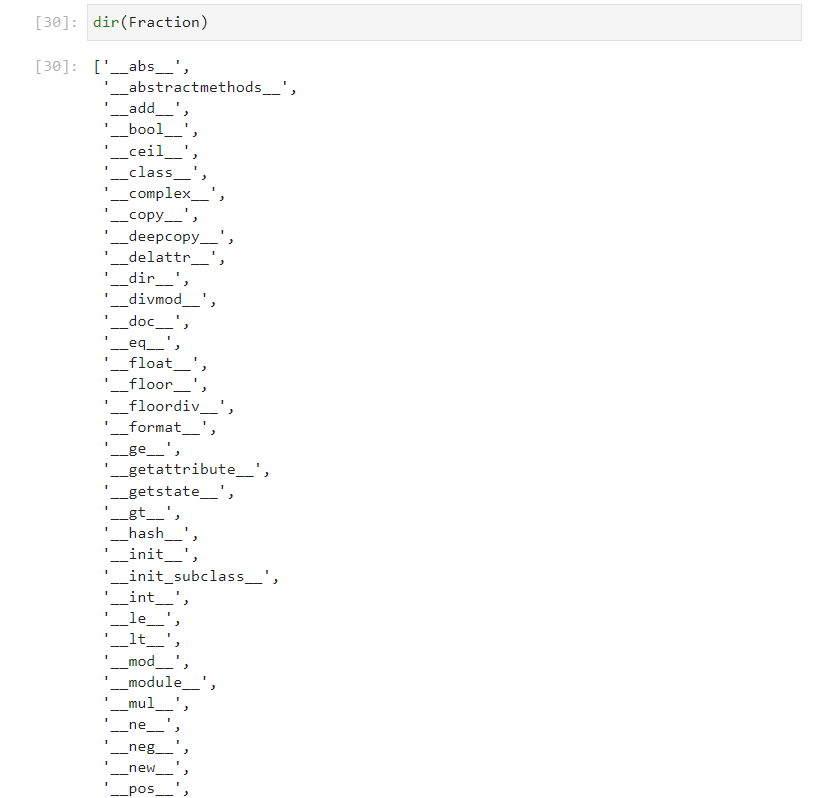 [30]: dir(Fraction)
[30]: ['__abs__',
'__abstractmethods__',
'__add__',
'__bool__',
'__ceil__',
'__class__',
'__complex__',
'__copy__',
'__deepcopy__',
'__delattr__',
'__dir__',
'__divmod__',
'__doc__',
'__eq__',
'__float__',
'__floor__',
'__floordiv__',
'__format__',
'__ge__',
'__getattribute__',
'__getstate__',
'__gt__',
'__hash__',
'__init__',
'__init_subclass__',
'__int__',
'__le__',
'__lt__',
'__mod__',
'__module__',
'__mul__',
'__ne__',
'__neg__',
'__new__',
'__pos__',